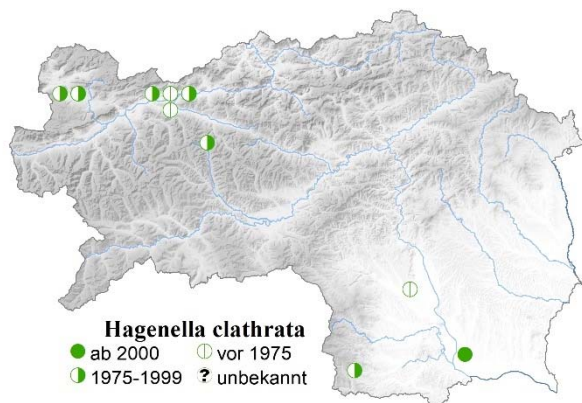 Hagenella clathrata
ab 2000 vor 1975
1975-1999 ? unbekannt